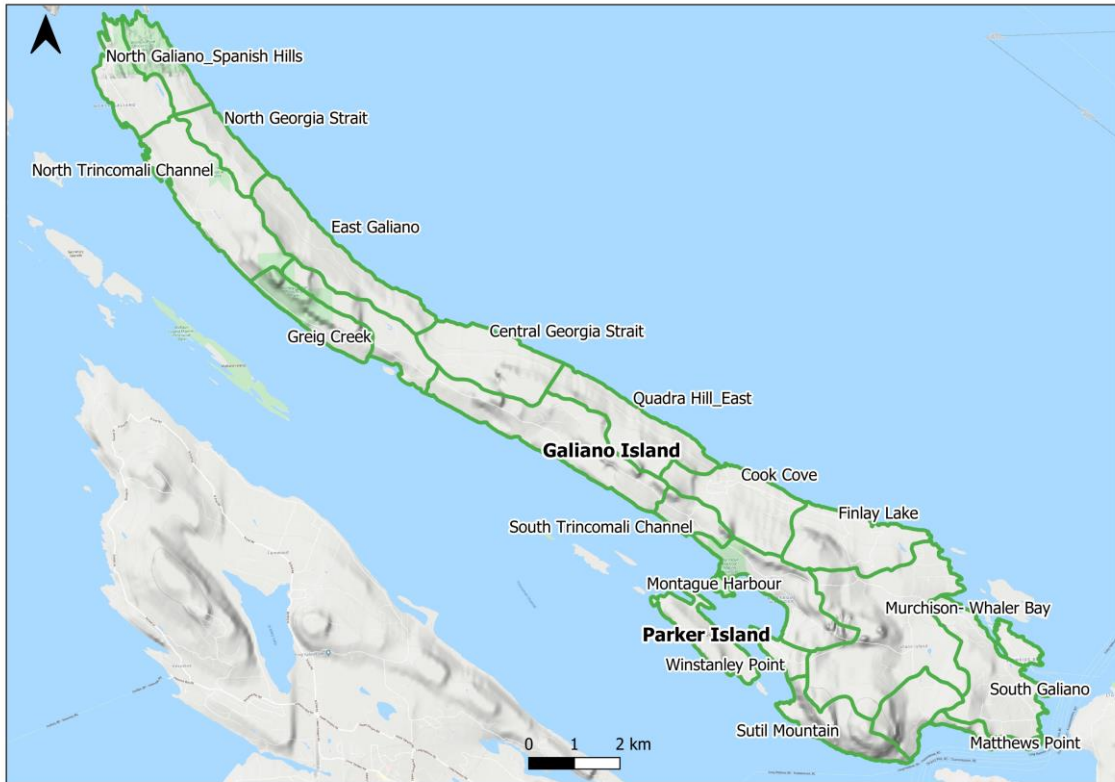 North Galiano_Spanish Hills
North Georgia Strait
North Trincomali Channel
East Galiano
Greig Creek
Central Georgia Strait
Quadra Hill_East
Galiano Island
Cook Cove
Finlay Lake
South Trincomali Channel
Montague Harbour
Murchison- Whaler Bay
Parker Island
Winstanley Point
South Galiano
Sutil Mountain
Matthews Point
0 1 2 km